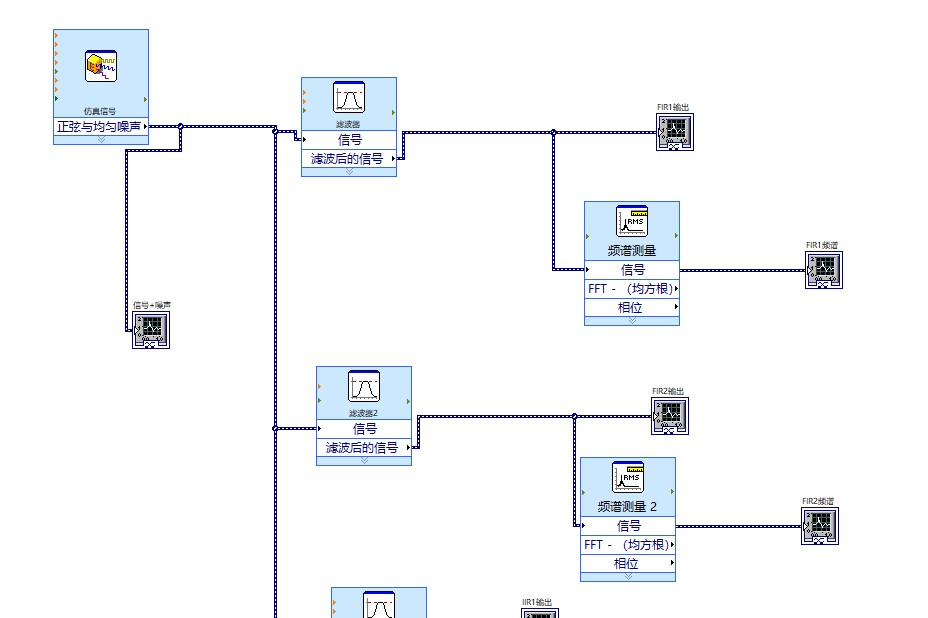 仿真信号
正弦与均匀噪声
信号+噪声
滤波器
信号
滤波后的信号
FIR1输出
RMS
频谱测量
信号
FFT - （均方根）
相位
FIR1频谱
滤波器2
信号
滤波后的信号
FIR2输出
RMS
频谱测量 2
信号
FFT - （均方根）
相位
FIR2频谱
IIR1输出